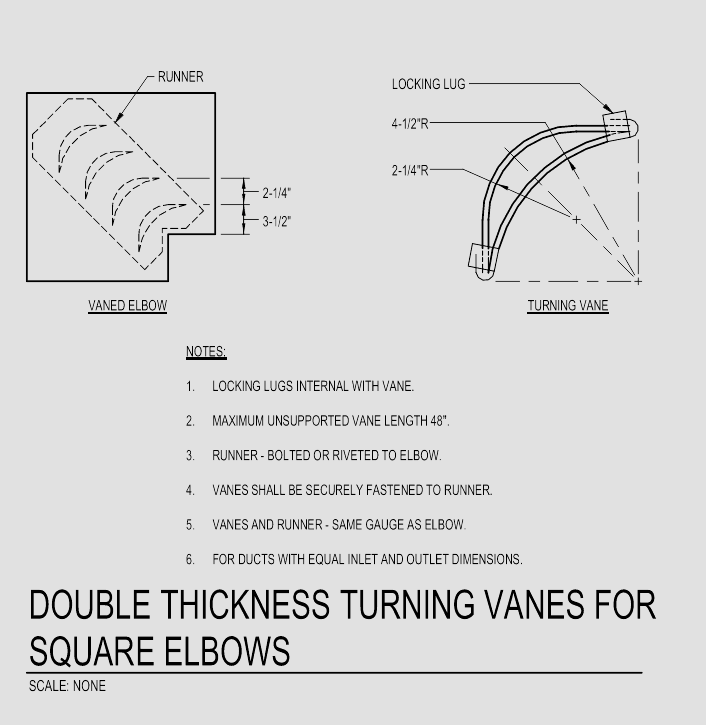 RUNNER
2-1/4"
3-1/2"
VANED ELBOW
LOCKING LUG
4-1/2"R
2-1/4"R
TURNING VANE
NOTES:
1. LOCKING LUGS INTERNAL WITH VANE.
2. MAXIMUM UNSUPPORTED VANE LENGTH 48".
3. RUNNER - BOLTED OR RIVETED TO ELBOW.
4. VANES SHALL BE SECURELY FASTENED TO RUNNER.
5. VANES AND RUNNER - SAME GAUGE AS ELBOW.
6. FOR DUCTS WITH EQUAL INLET AND OUTLET DIMENSIONS.
DOUBLE THICKNESS TURNING VANES FOR
SQUARE ELBOWS
SCALE: NONE